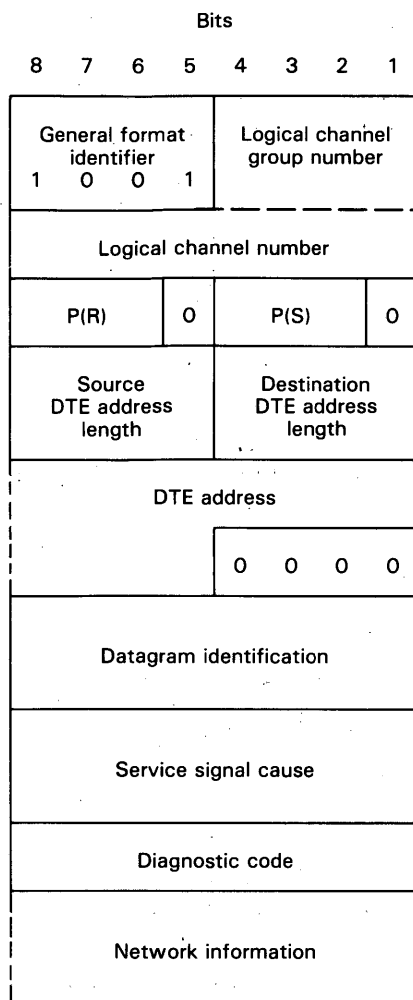 Bits
8 7 6 5 4 3 2 1
General format
identifier
1 0 0 1
Logical channel
group number
Logical channel number
P(R) 0 P(S) 0
Source
DTE address
length
Destination
DTE address
length
DTE address
0 0 0 0
Datagram identification
Service signal cause
Diagnostic code
Network information